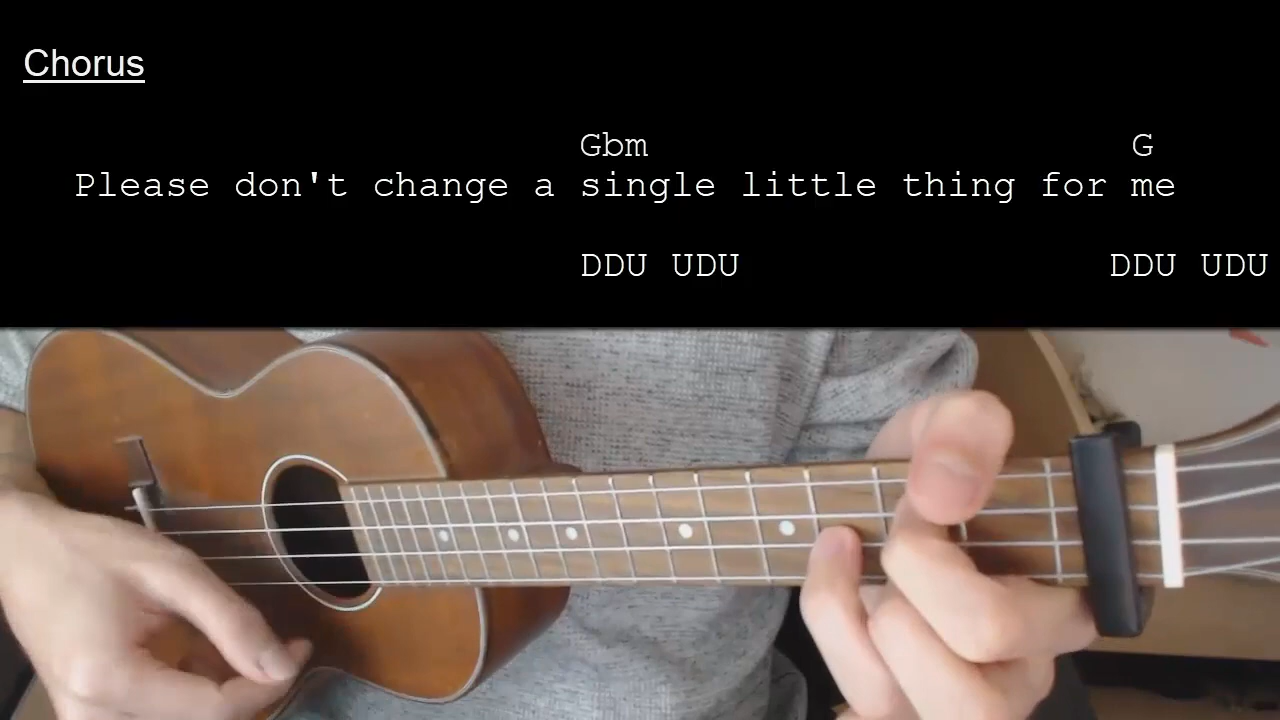 Chorus
Gbm G
Please don't change a single little thing for me
DDU UDU DDU UDU